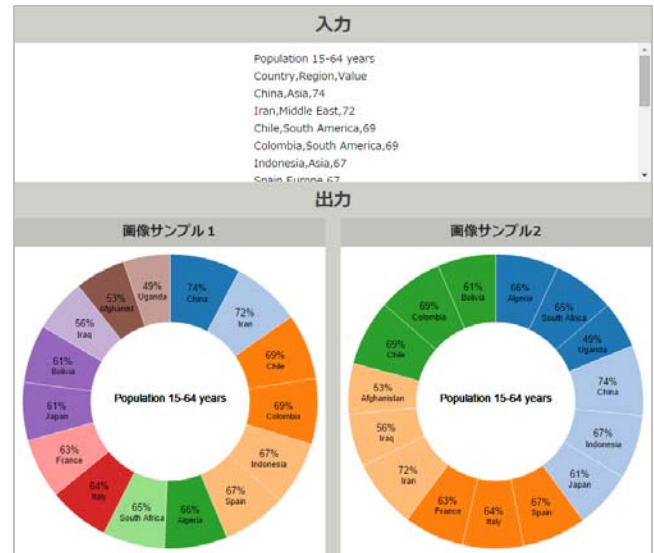 入力
Population 15-64 years
Country,Region,Value
China,Asia,74
Iran,Middle East,72
Chile,South America,69
Colombia,South America,69
Indonesia,Asia,67
Spain Europe 67
出力
画像サンプル1
74%
China
72%
Iran
69%
Chile
69%
Colombia
67%
Indonesia
67%
Spain
66%
Algeria
65%
South Africa
64%
Italy
63%
France
61%
Japan
61%
Bolivia
56%
Iraq
53%
Afghanist
49%
Uganda
Population 15-64 years
画像サンプル2
66%
Algeria
65%
South Africa
49%
Uganda
74%
China
67%
Indonesia
61%
Japan
67%
Spain
64%
Italy
63%
France
72%
Iran
56%
Iraq
53%
Afghanistan
69%
Chile
69%
Colombia
61%
Bolivia
Population 15-64 years